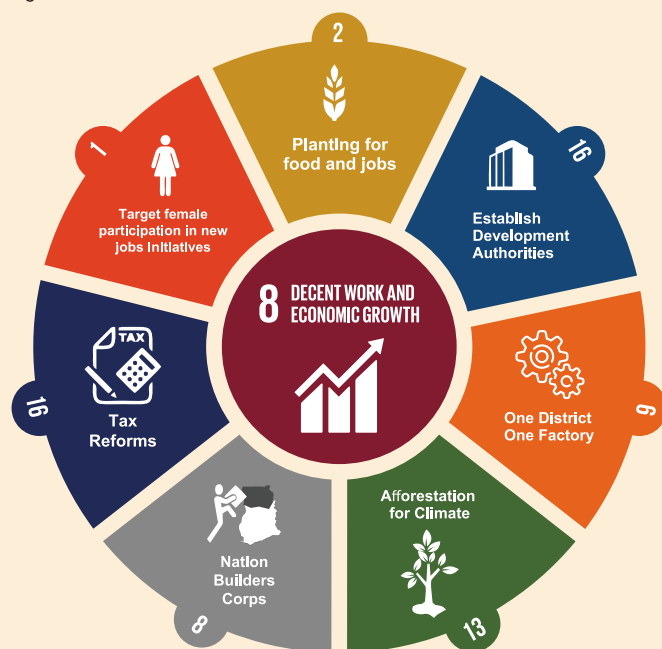 2
Planting for
food and jobs
1
Target female
participation in new
jobs Initiatives
16
Establish
Development
Authorities
8 DECENT WORK AND
ECONOMIC GROWTH
16
TAX
Tax
Reforms
9
One District
One Factory
8
Nation
Builders
Corps
Afforestation
for Climate
13